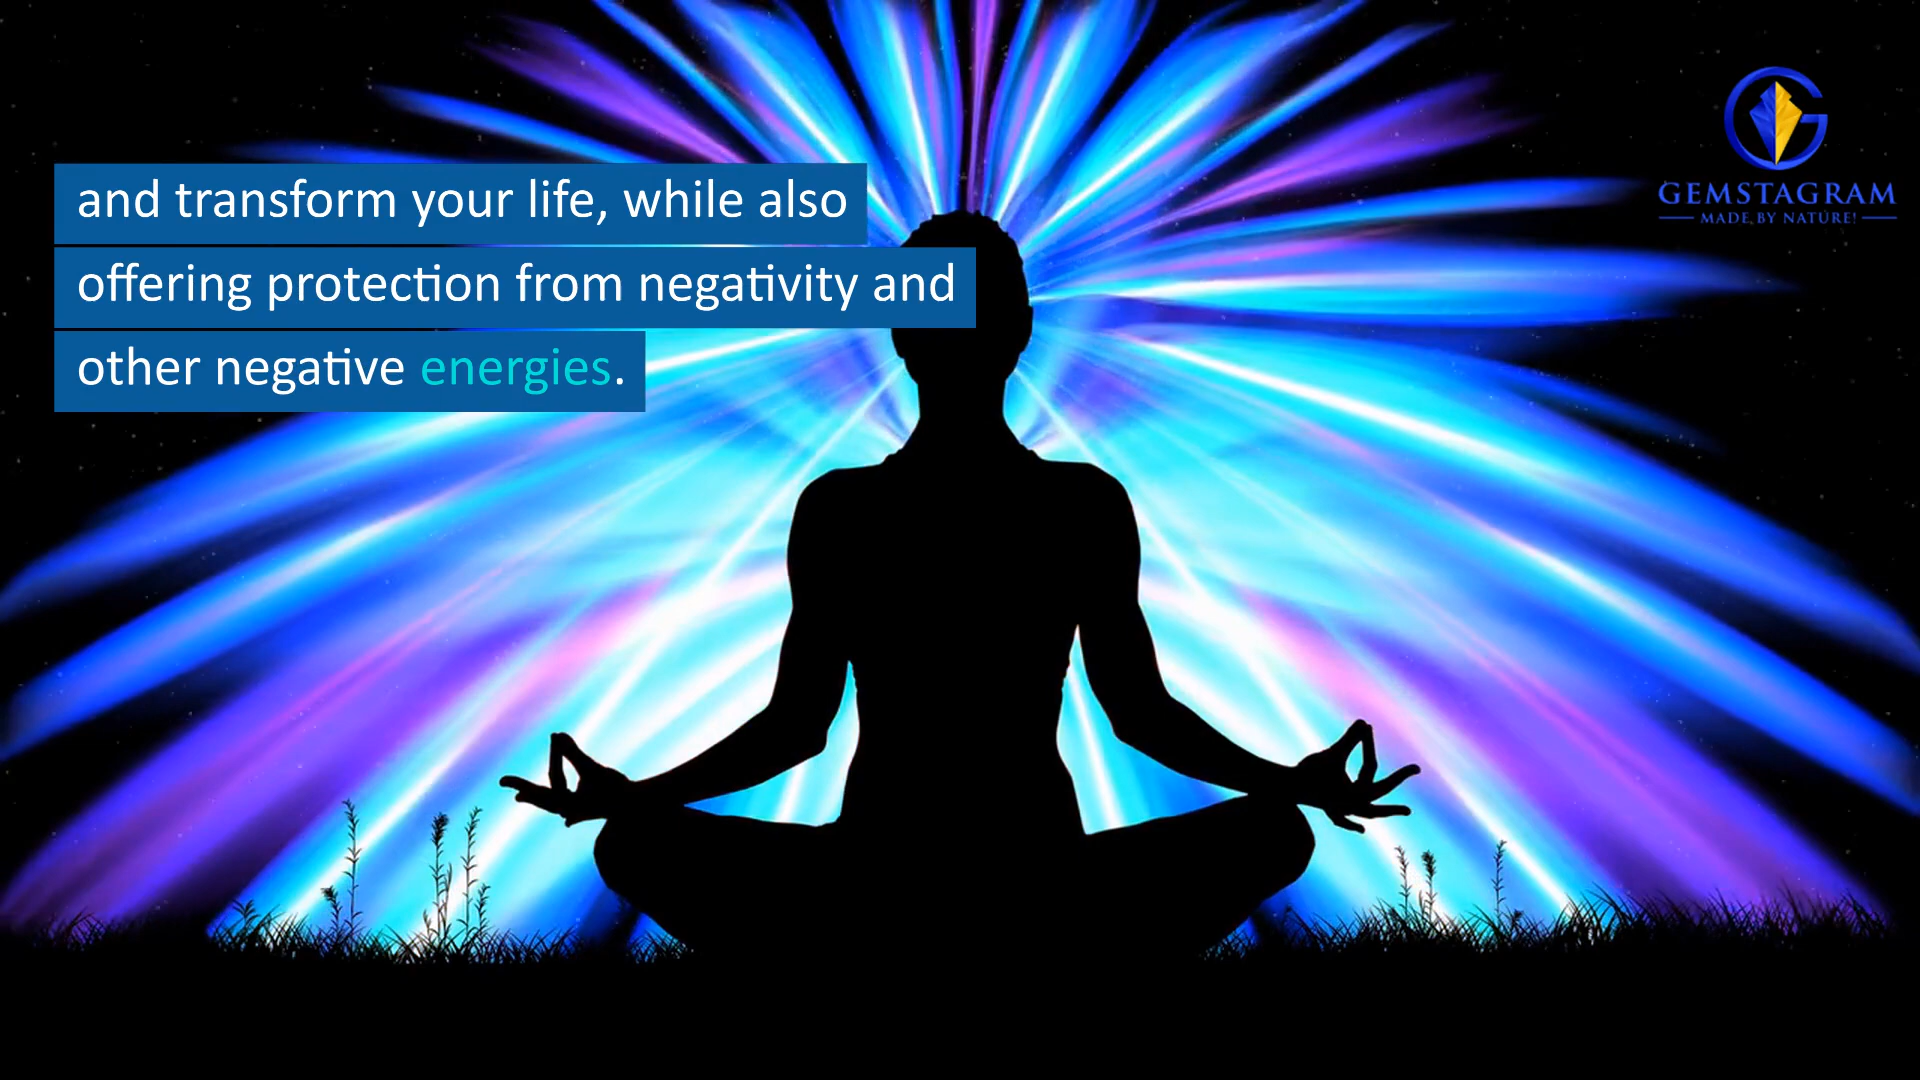 and transform your life, while also
offering protection from negativity and
other negative energies.
GEMSTAGRAM
MADE BY NATURE!